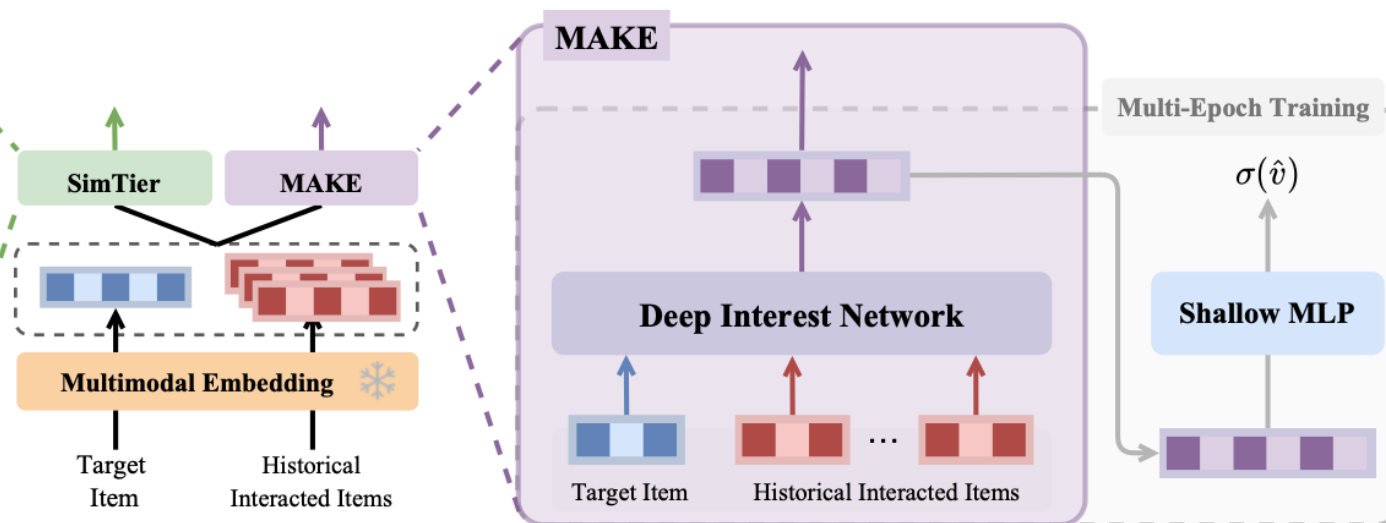 SimTier
MAKE
Multimodal Embedding
Target
Item
Historical
Interacted Items
MAKE
Deep Interest Network
...
Target Item
Historical Interacted Items
Multi-Epoch Training
σ(v̂)
Shallow MLP